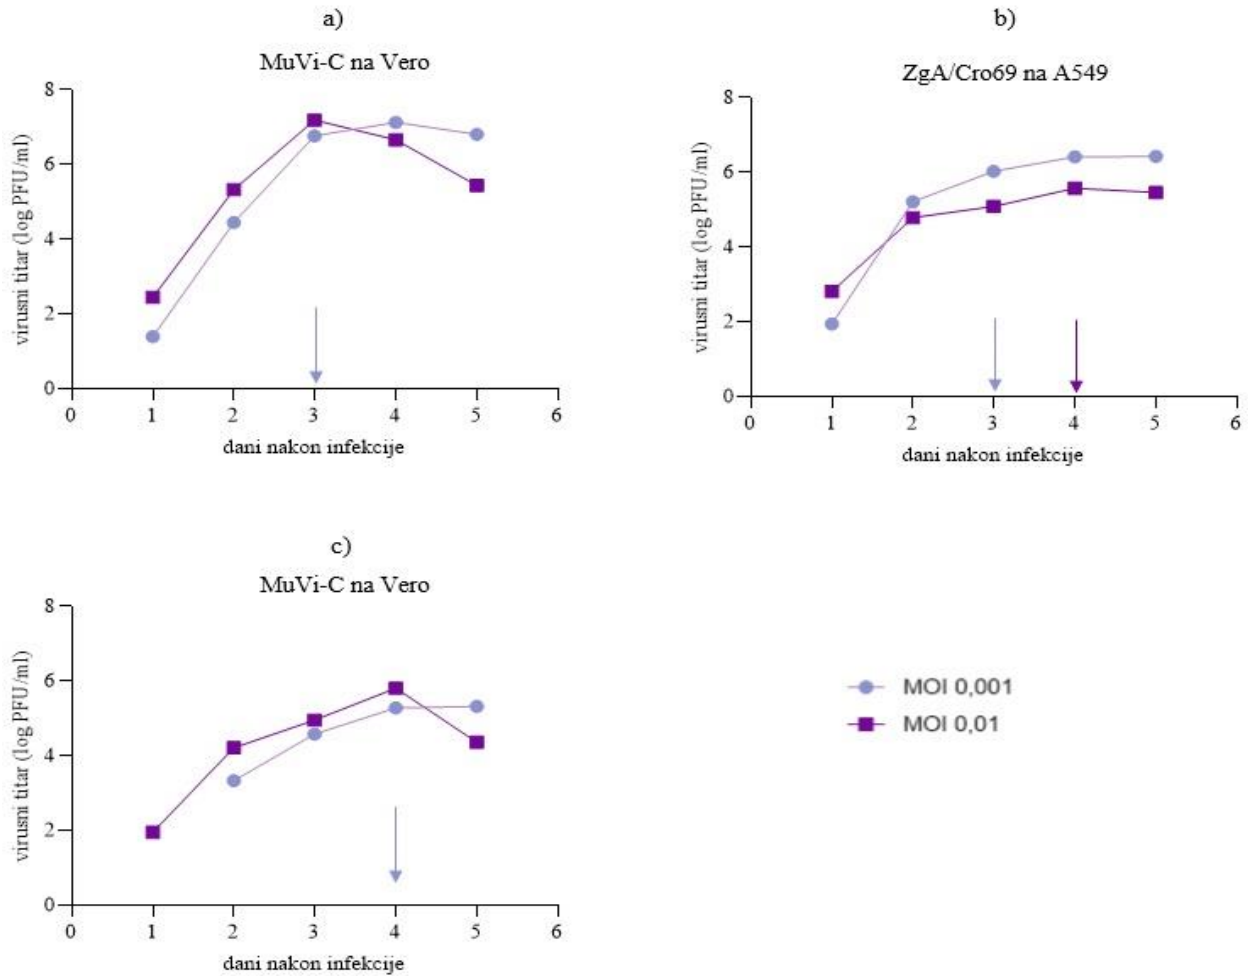 a)
MuVi-C na Vero
virusni titar (log PFU/ml)
8
6
4
2
0
0 1 2 3 4 5 6
dani nakon infekcije
b)
ZgA/Cro69 na A549
virusni titar (log PFU/ml)
8
6
4
2
0
0 1 2 3 4 5 6
dani nakon infekcije
c)
MuVi-C na Vero
virusni titar (log PFU/ml)
8
6
4
2
0
0 1 2 3 4 5 6
dani nakon infekcije
MOI 0,001
MOI 0,01